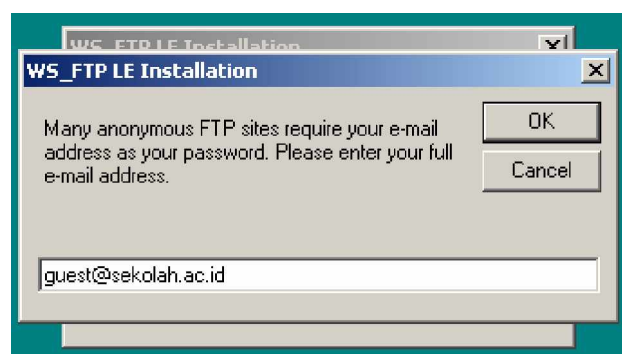 WS_FTP LE Installation
WS_FTP LE Installation
Many anonymous FTP sites require your e-mail
address as your password. Please enter your full
e-mail address.
OK
Cancel
guest@sekolah.ac.id